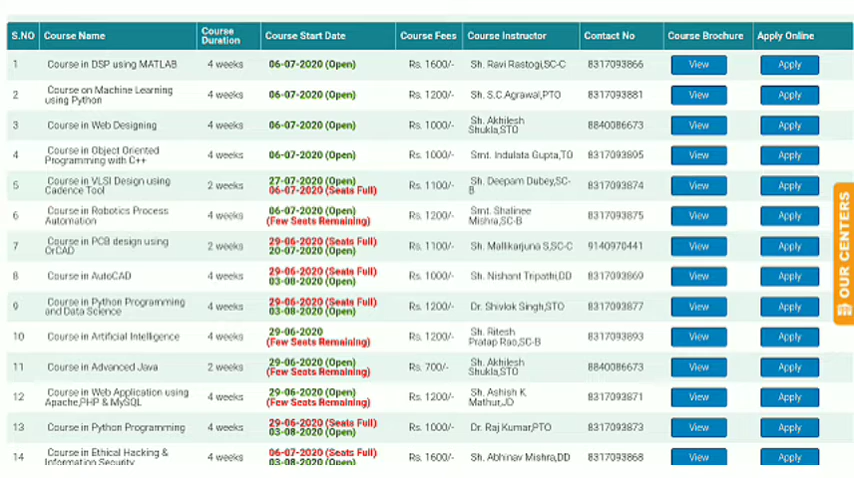 S.NO Course Name Course Duration Course Start Date Course Fees Course Instructor Contact No Course Brochure Apply Online
1 Course in DSP using MATLAB 4 weeks 06-07-2020 (Open) Rs. 1600/- Sh. Ravi Rastogi,SC-C 8317093866 View Apply
2 Course on Machine Learning using Python 4 weeks 06-07-2020 (Open) Rs. 1200/- Sh. S.C.Agrawal,PTO 8317093881 View Apply
3 Course in Web Designing 4 weeks 06-07-2020 (Open) Rs. 1000/- Sh. Akhilesh Shukla,STO 8840086673 View Apply
4 Course in Object Oriented Programming with C++ 4 weeks 06-07-2020 (Open) Rs. 1000/- Smt. Indulata Gupta,TO 8317093895 View Apply
5 Course in VLSI Design using Cadence Tool 2 weeks 27-07-2020 (Open) 06-07-2020 (Seats Full) Rs. 1100/- Sh. Deepam Dubey,SC-B 8317093874 View Apply
6 Course in Robotics Process Automation 4 weeks 06-07-2020 (Open) (Few Seats Remaining) Rs. 1200/- Smt. Shalinee Mishra,SC-B 8317093875 View Apply
7 Course in PCB design using OrCAD 2 weeks 29-06-2020 (Seats Full) 20-07-2020 (Open) Rs. 1100/- Sh. Mallikarjuna S,SC-C 9140970441 View Apply
8 Course in AutoCAD 4 weeks 29-06-2020 (Seats Full) 03-08-2020 (Open) Rs. 1000/- Sh. Nishant Tripathi,DD 8317093869 View Apply
9 Course in Python Programming and Data Science 4 weeks 29-06-2020 (Seats Full) 03-08-2020 (Open) Rs. 1200/- Dr. Shivlok Singh,STO 8317093877 View Apply
10 Course in Artificial Intelligence 4 weeks 29-06-2020 (Few Seats Remaining) Rs. 1200/- Sh. Ritesh Pratap Rao,SC-B 8317093893 View Apply
11 Course in Advanced Java 2 weeks 29-06-2020 (Open) (Few Seats Remaining) Rs. 700/- Sh. Akhilesh Shukla,STO 8840086673 View Apply
12 Course in Web Application using Apache,PHP & MySQL 4 weeks 29-06-2020 (Open) (Few Seats Remaining) Rs. 1200/- Sh. Ashish K Mathur,JD 8317093871 View Apply
13 Course in Python Programming 4 weeks 29-06-2020 (Seats Full) 03-08-2020 (Open) Rs. 1000/- Dr. Raj Kumar,PTO 8317093873 View Apply
14 Course in Ethical Hacking & Information Security 4 weeks 06-07-2020 (Seats Full) 03-08-2020 (Open) Rs. 1600/- Sh. Abhinav Mishra,DD 8317093868 View Apply
OUR CENTERS